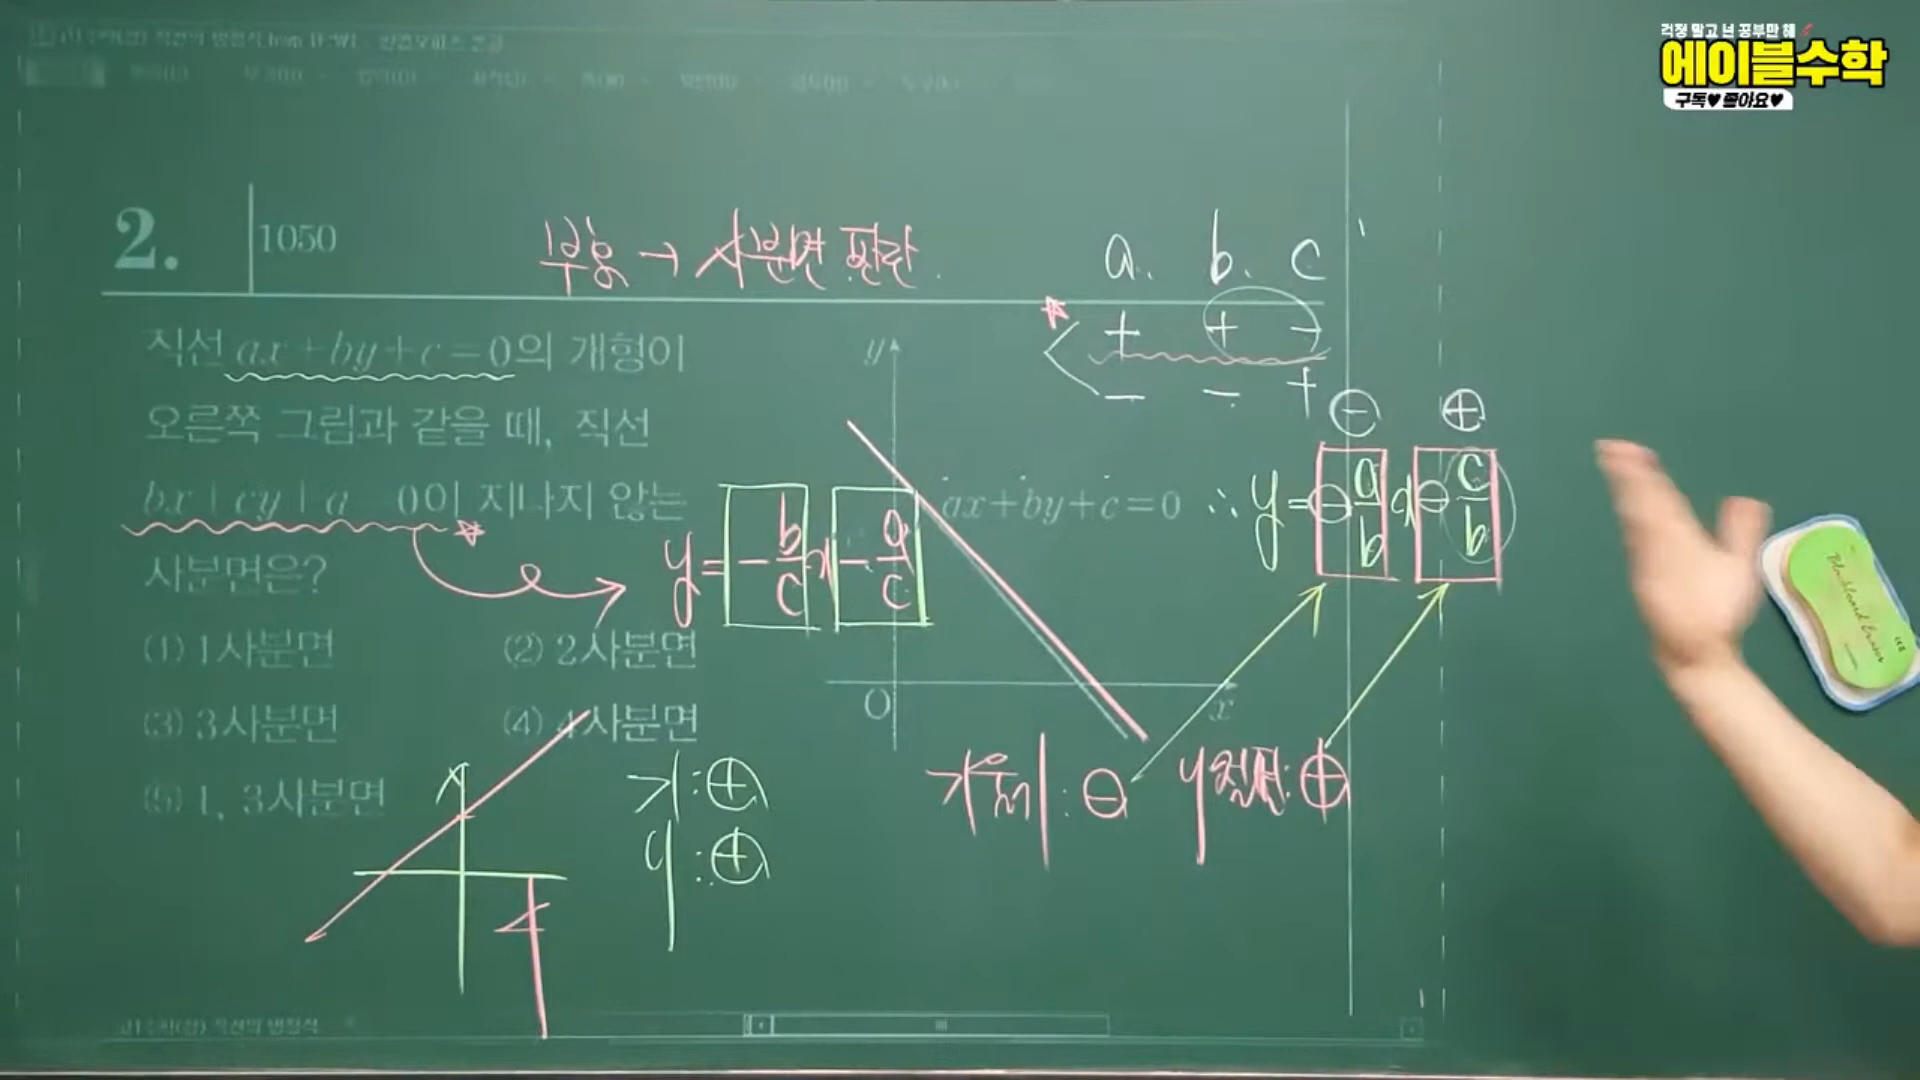 걱정 말고 넌 공부만 해
에이블수학
구독♥ 좋아요♥
2. 1050
부호 → 사분면 판단.
a. b. c
+ + -
- - +
직선 ax+by+c=0의 개형이
오른쪽 그림과 같을 때, 직선
bx+cy+a=0이 지나지 않는
사분면은?
(1) 1사분면 (2) 2사분면
(3) 3사분면 (4) 4사분면
(5) 1, 3사분면
y
ax+by+c=0
O
x
⊖ ⊕
∴ y=-a/b x-c/b
y=-b/c x-a/c
기울기: ⊖ y절편: ⊕
기: ⊕
y: ⊕
4
Blackboard Eraser